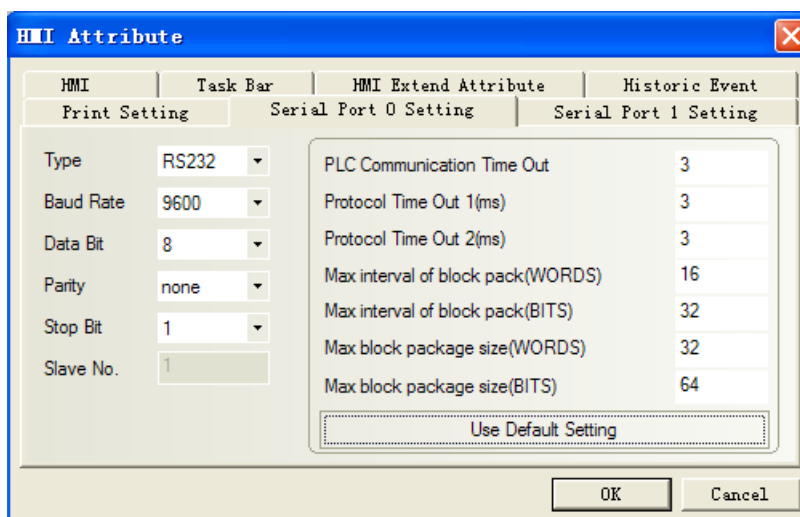 HMI Attribute
HMI Task Bar HMI Extend Attribute Historic Event
Print Setting Serial Port 0 Setting Serial Port 1 Setting
Type RS232
Baud Rate 9600
Data Bit 8
Parity none
Stop Bit 1
Slave No. 1
PLC Communication Time Out 3
Protocol Time Out 1(ms) 3
Protocol Time Out 2(ms) 3
Max interval of block pack(WORDS) 16
Max interval of block pack(BITS) 32
Max block package size(WORDS) 32
Max block package size(BITS) 64
Use Default Setting
OK Cancel